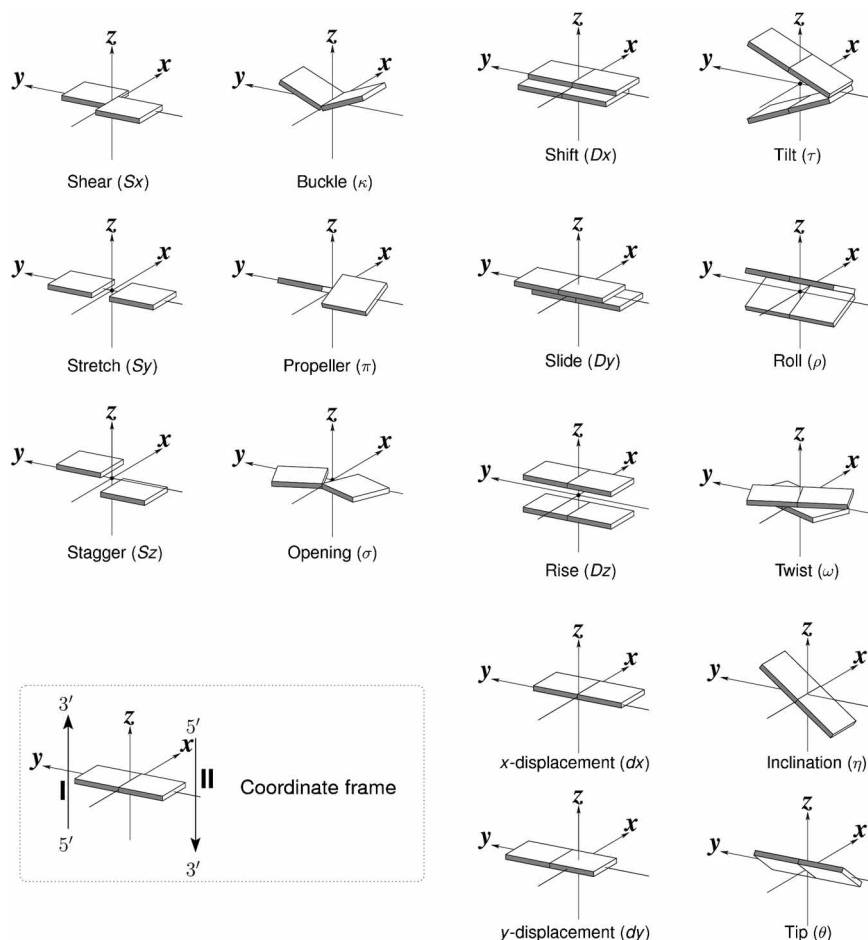 z z z z
y x y x y x y x
Shear (Sx) Buckle (κ) Shift (Dx) Tilt (τ)
z z z z
y x y x y x y x
Stretch (Sy) Propeller (π) Slide (Dy) Roll (ρ)
z z z z
y x y x y x y x
Stagger (Sz) Opening (σ) Rise (Dz) Twist (ω)
z z
y x y x
x-displacement (dx) Inclination (η)
z z
y x y x
y-displacement (dy) Tip (θ)
3′ z 5′
y x
I II Coordinate frame
5′ 3′